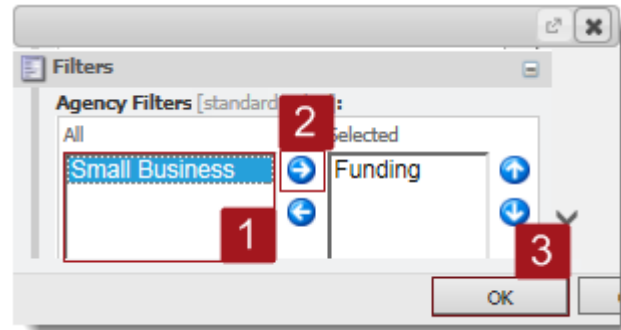 Filters
Agency Filters [standard
:
2
All
Selected
Small Business
Funding
1
3
OK